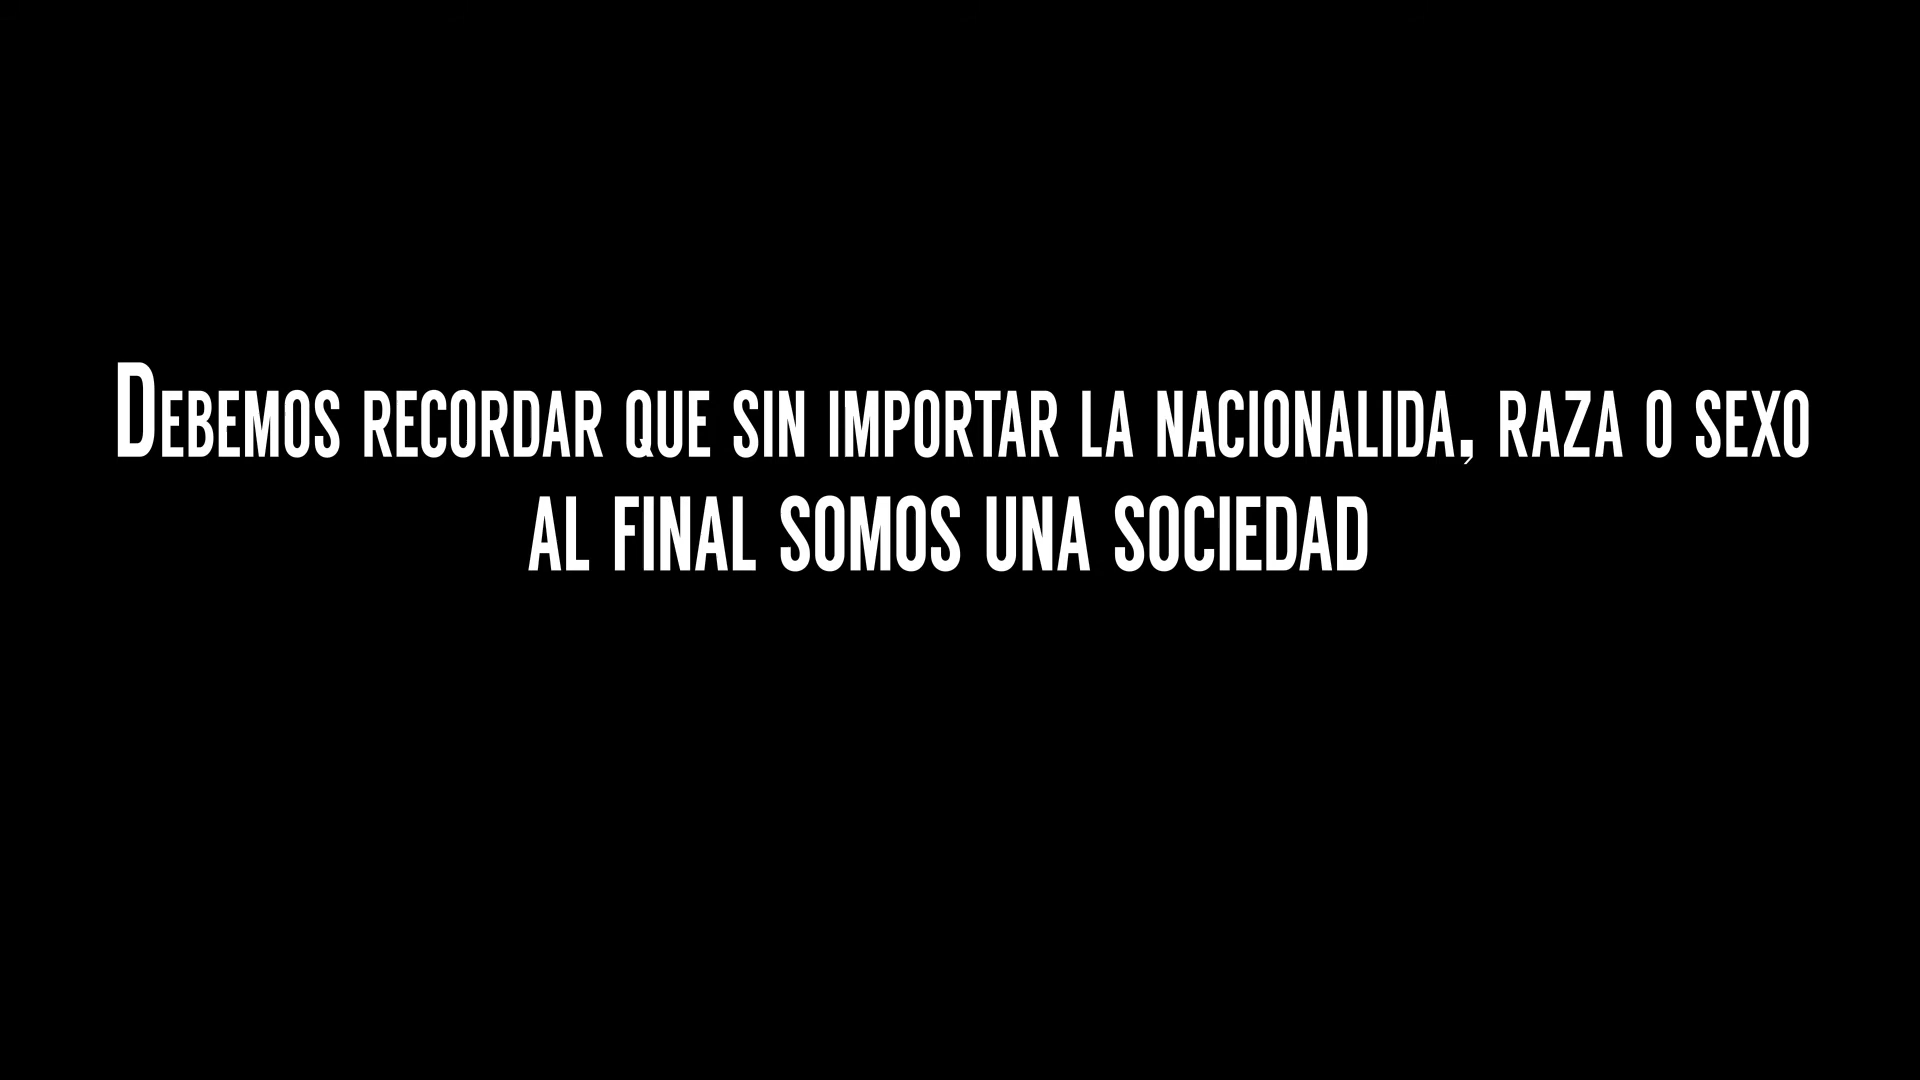 Debemos recordar que sin importar la nacionalida, raza o sexo
al final somos una sociedad